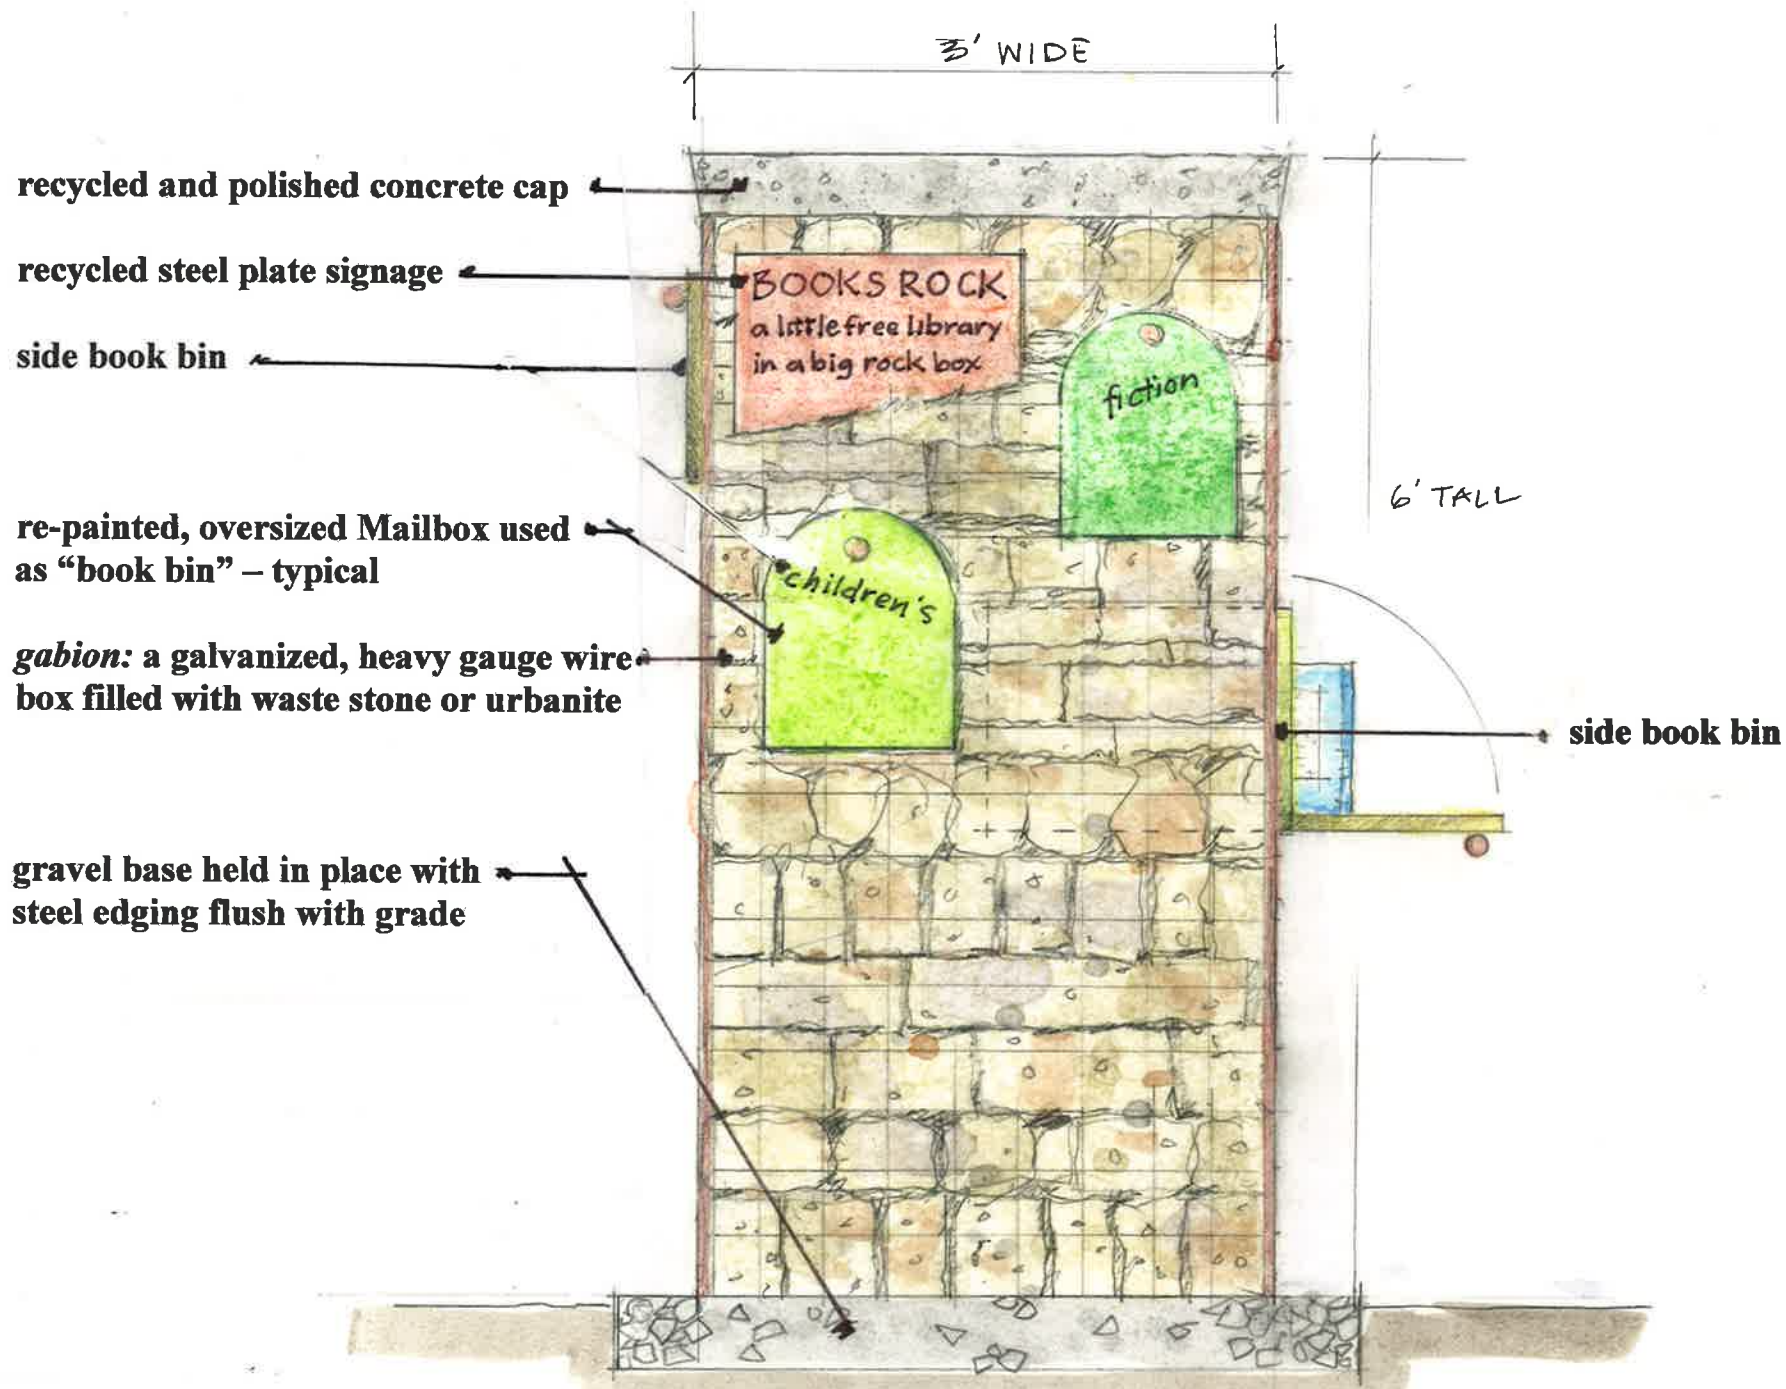 3' WIDE
recycled and polished concrete cap
recycled steel plate signage
BOOKS ROCK
a little free library
in a big rock box
side book bin
fiction
6' TALL
re-painted, oversized Mailbox used
as “book bin” – typical
children's
gabion: a galvanized, heavy gauge wire
box filled with waste stone or urbanite
side book bin
gravel base held in place with
steel edging flush with grade